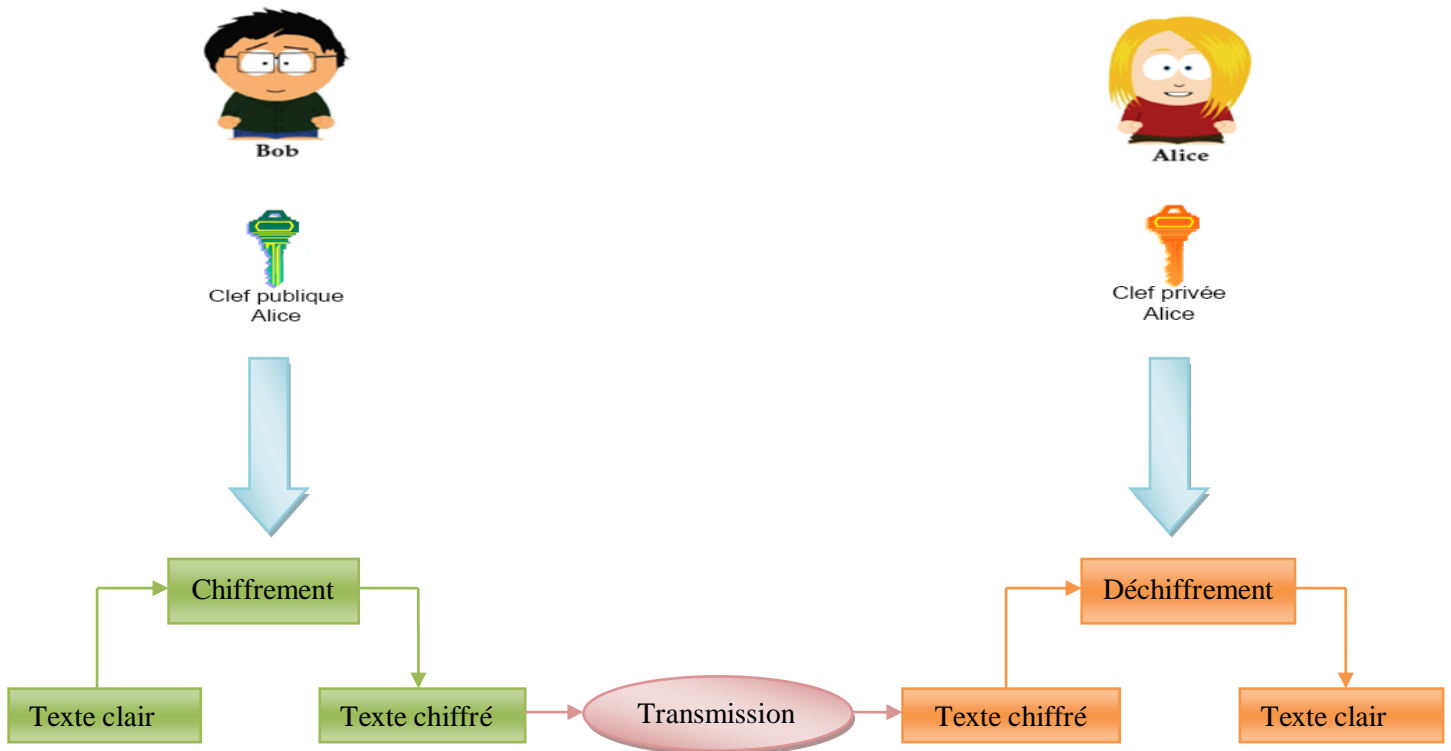 Bob
Alice
Clef publique
Alice
Clef privée
Alice
Chiffrement
Déchiffrement
Texte clair
Texte chiffré
Transmission
Texte chiffré
Texte clair